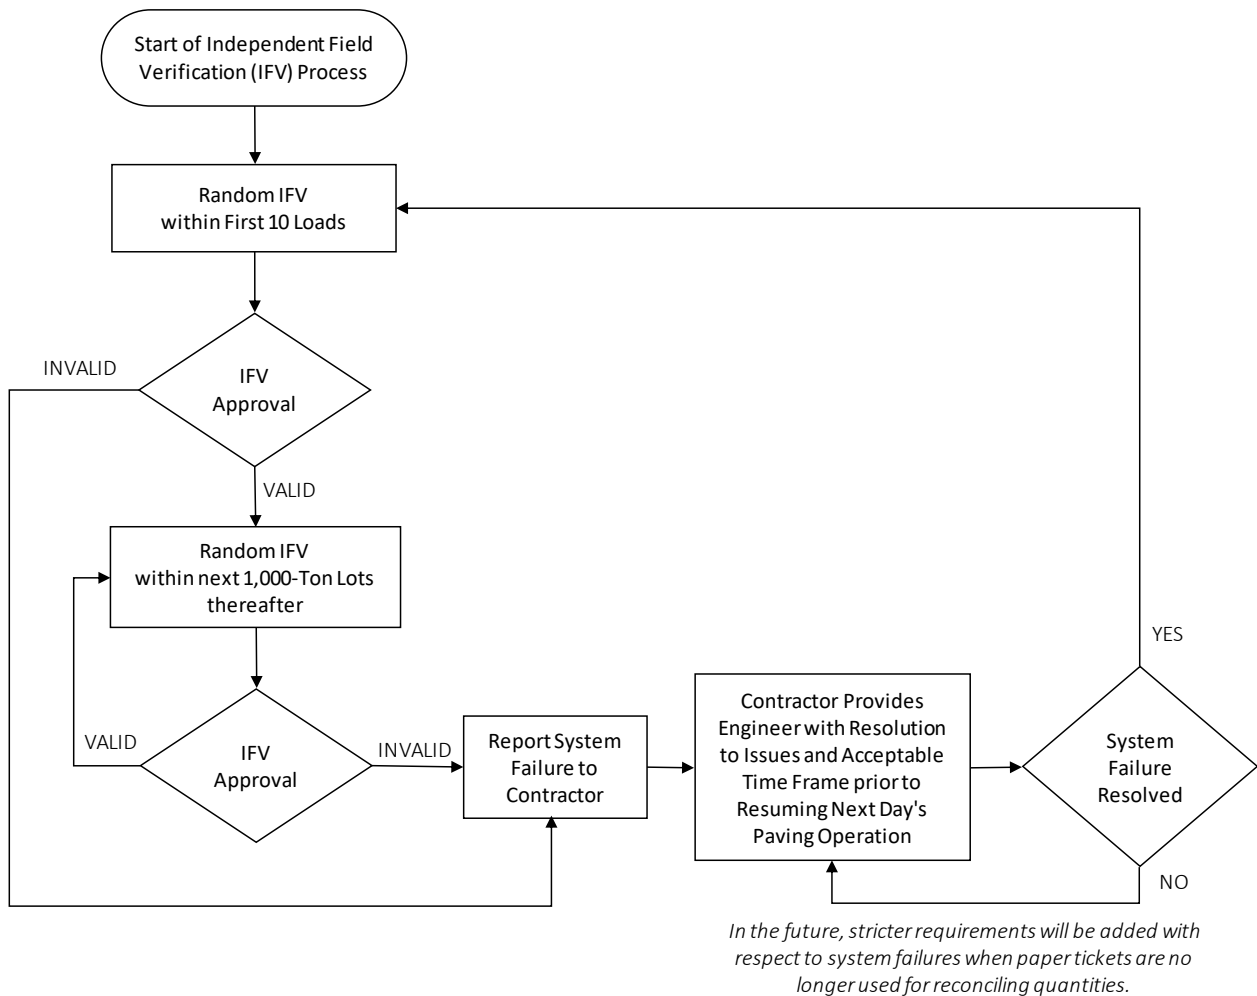 Start of Independent Field
Verification (IFV) Process
Random IFV
within First 10 Loads
INVALID
IFV
Approval
VALID
Random IFV
within next 1,000-Ton Lots
thereafter
VALID
IFV
Approval
INVALID
Report System
Failure to
Contractor
Contractor Provides
Engineer with Resolution
to Issues and Acceptable
Time Frame prior to
Resuming Next Day's
Paving Operation
YES
System
Failure
Resolved
NO
In the future, stricter requirements will be added with
respect to system failures when paper tickets are no
longer used for reconciling quantities.